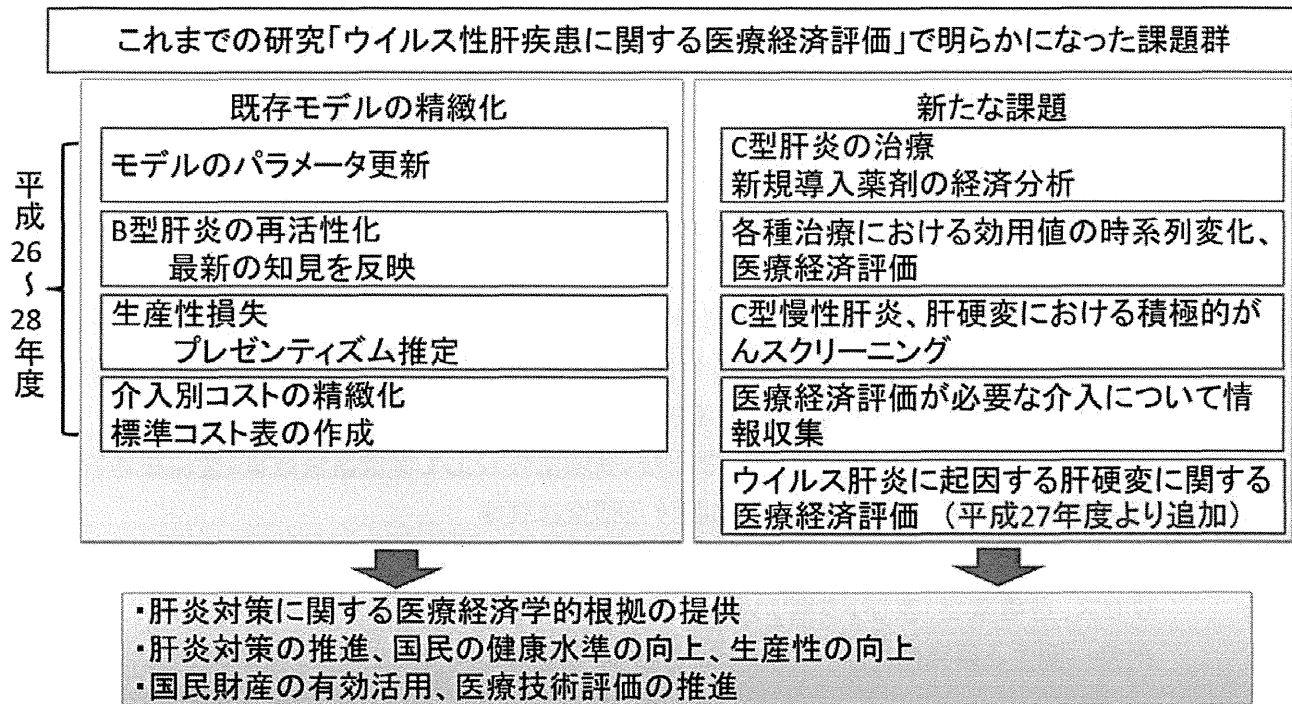 これまでの研究「ウイルス性肝疾患に関する医療経済評価」で明らかになった課題群
平成26～28年度
既存モデルの精緻化
モデルのパラメータ更新
B型肝炎の再活性化
最新の知見を反映
生産性損失
プレゼンティズム推定
介入別コストの精緻化
標準コスト表の作成
新たな課題
C型肝炎の治療
新規導入薬剤の経済分析
各種治療における効用値の時系列変化、
医療経済評価
C型慢性肝炎、肝硬変における積極的が
んスクリーニング
医療経済評価が必要な介入について情
報収集
ウイルス肝炎に起因する肝硬変に関する
医療経済評価 （平成27年度より追加）
・肝炎対策に関する医療経済学的根拠の提供
・肝炎対策の推進、国民の健康水準の向上、生産性の向上
・国民財産の有効活用、医療技術評価の推進